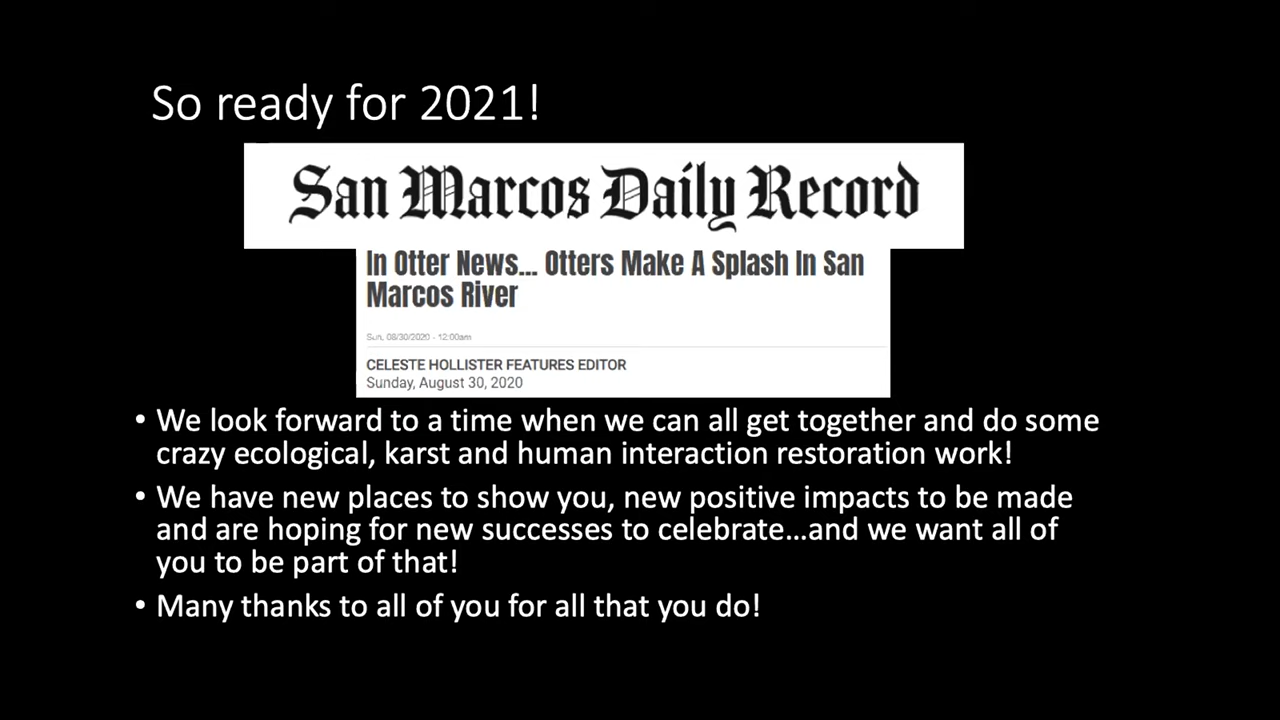 So ready for 2021!
San Marcos Daily Record
In Otter News... Otters Make A Splash In San
Marcos River
Sun, 08/30/2020 - 12:00am
CELESTE HOLLISTER FEATURES EDITOR
Sunday, August 30, 2020
• We look forward to a time when we can all get together and do some
crazy ecological, karst and human interaction restoration work!
• We have new places to show you, new positive impacts to be made
and are hoping for new successes to celebrate…and we want all of
you to be part of that!
• Many thanks to all of you for all that you do!